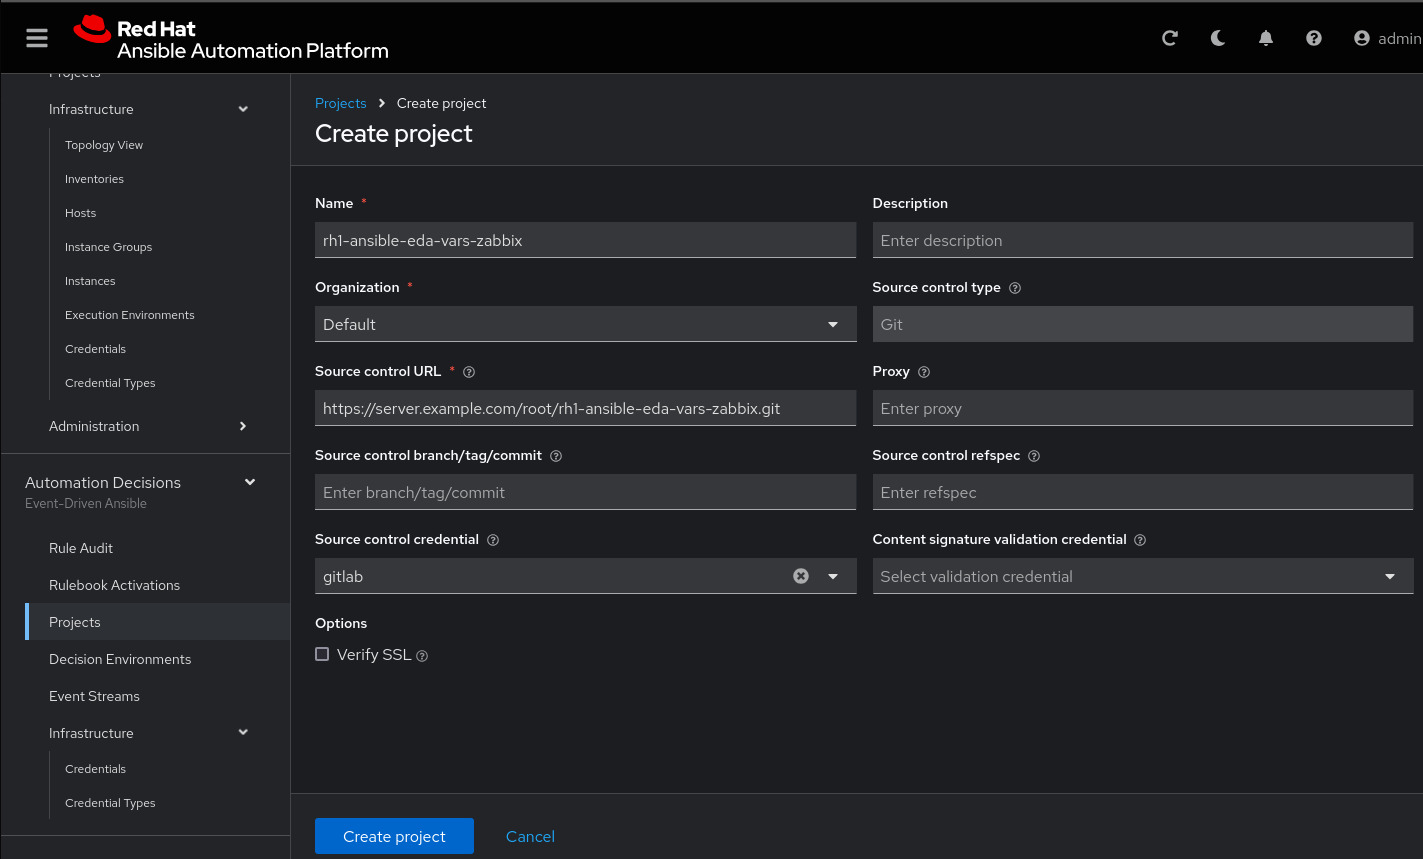 Red Hat
Ansible Automation Platform
admin
Projects
Infrastructure
Topology View
Inventories
Hosts
Instance Groups
Instances
Execution Environments
Credentials
Credential Types
Administration
Automation Decisions
Event-Driven Ansible
Rule Audit
Rulebook Activations
Projects
Decision Environments
Event Streams
Infrastructure
Credentials
Credential Types
Projects > Create project
Create project
Name *
rh1-ansible-eda-vars-zabbix
Description
Enter description
Organization *
Default
Source control type
Git
Source control URL *
https://server.example.com/root/rh1-ansible-eda-vars-zabbix.git
Proxy
Enter proxy
Source control branch/tag/commit
Enter branch/tag/commit
Source control refspec
Enter refspec
Source control credential
gitlab
Content signature validation credential
Select validation credential
Options
Verify SSL
Create project
Cancel